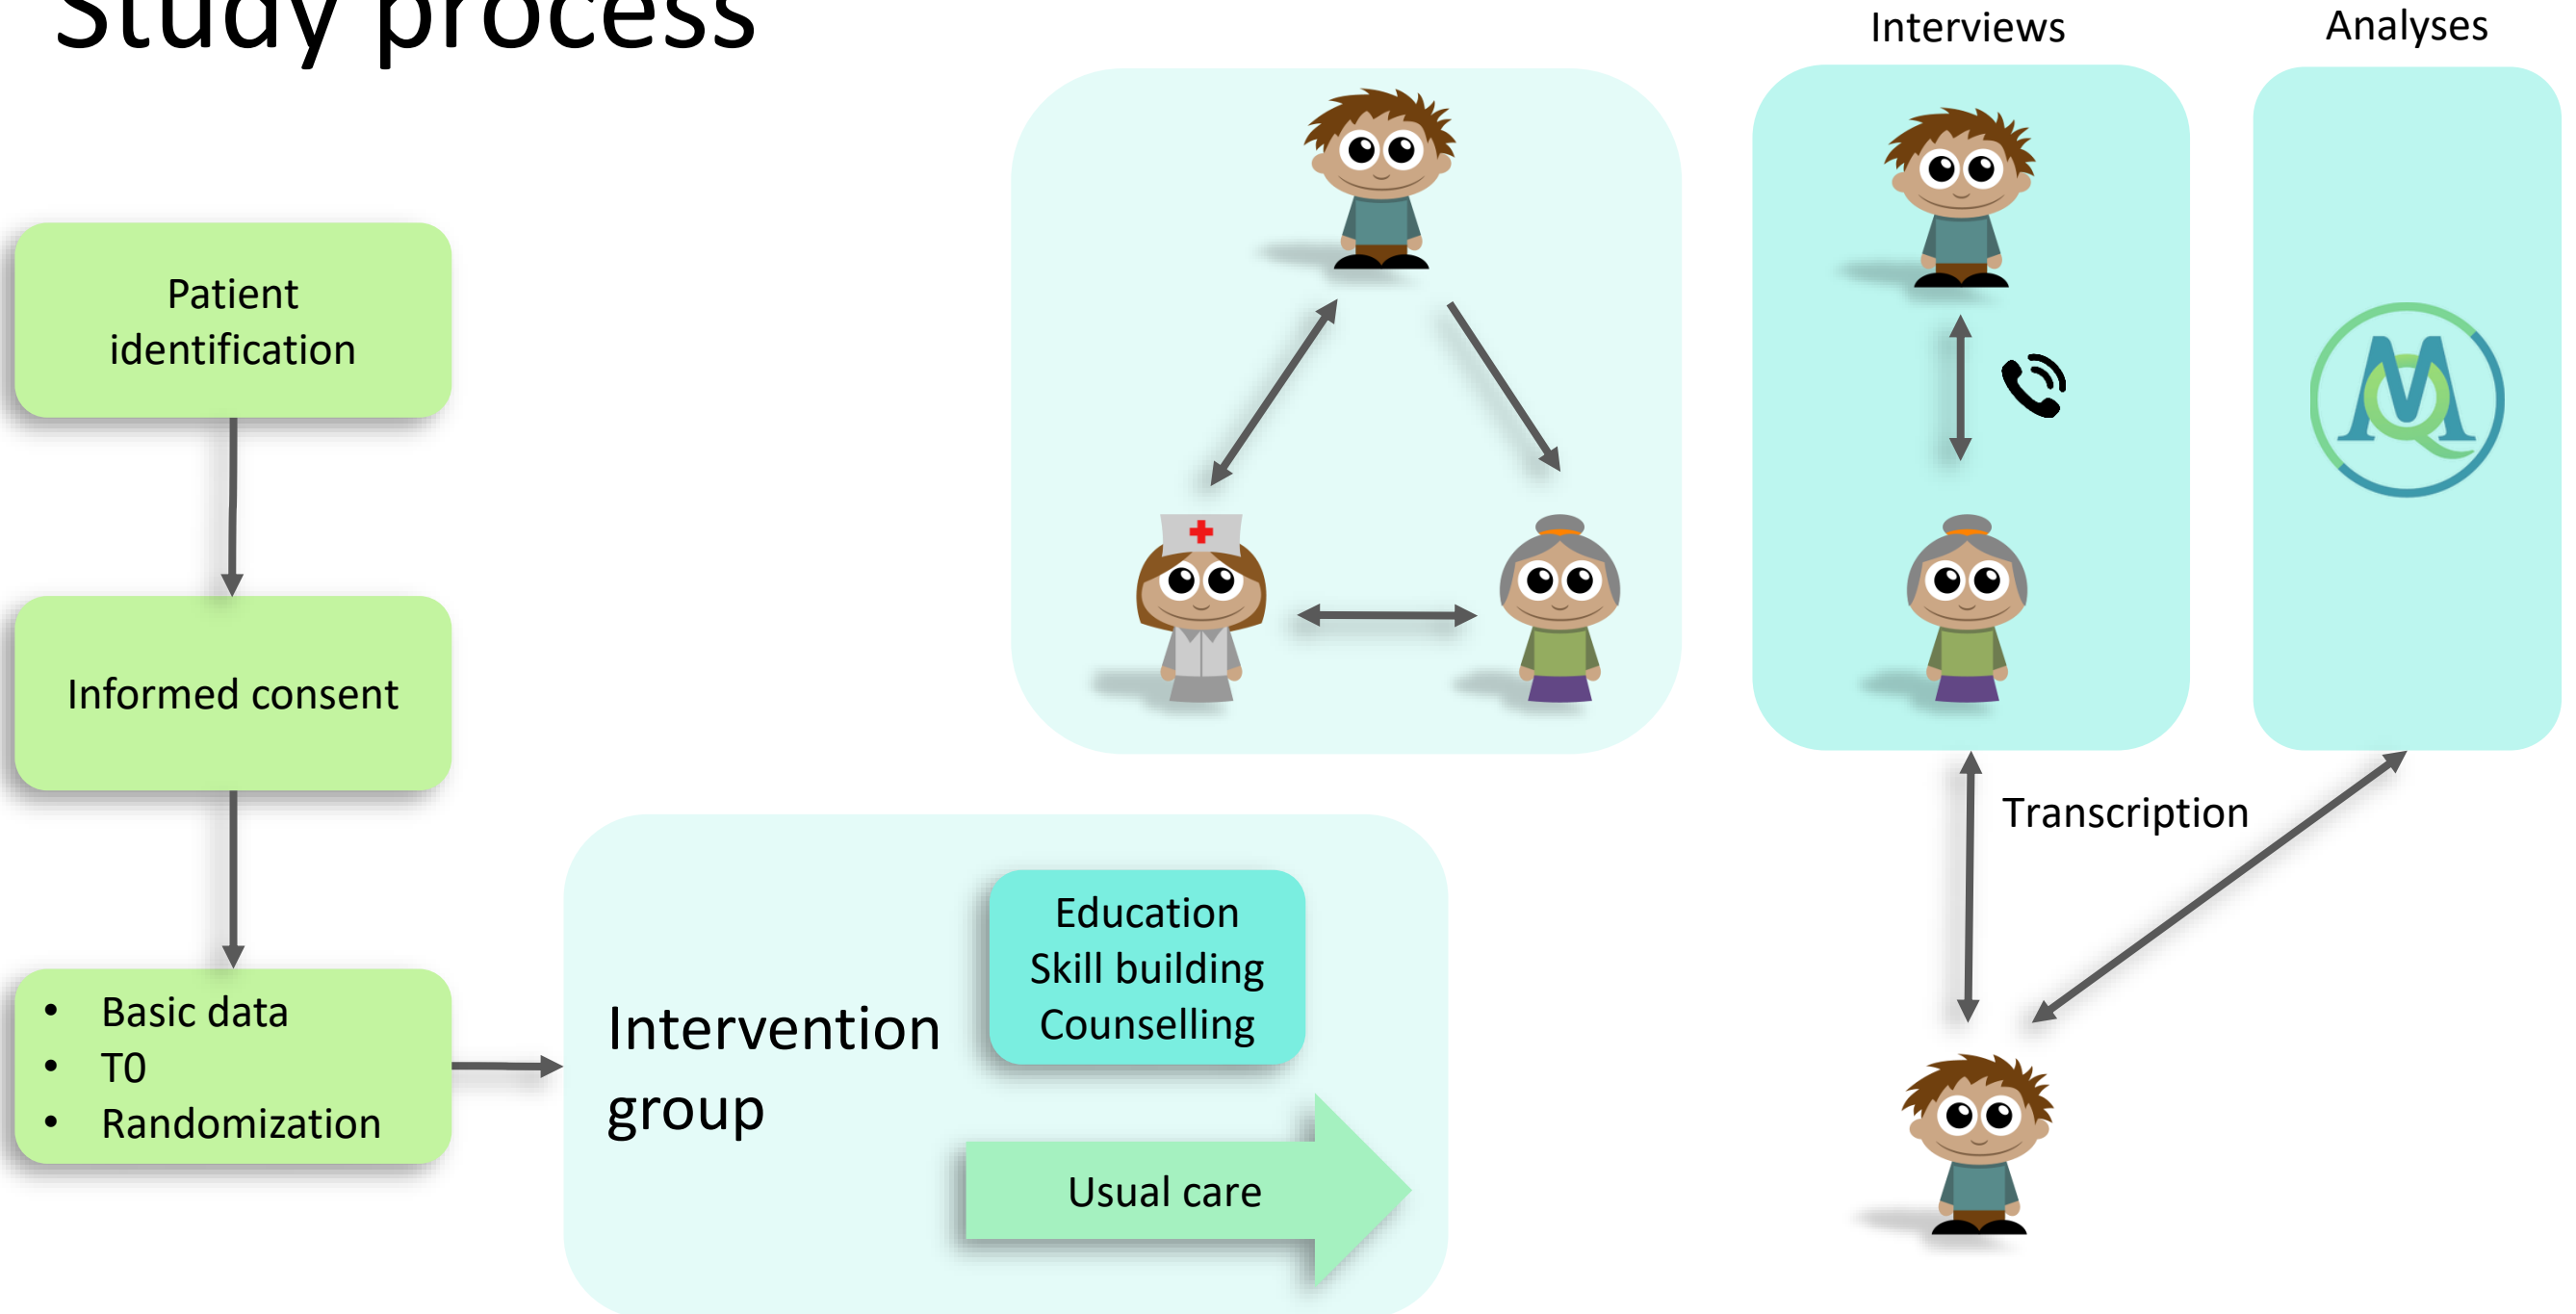 Study process
Interviews
Analyses
Patient
identification
Informed consent
• Basic data
• T0
• Randomization
Intervention
group
Education
Skill building
Counselling
Usual care
Transcription
MQ